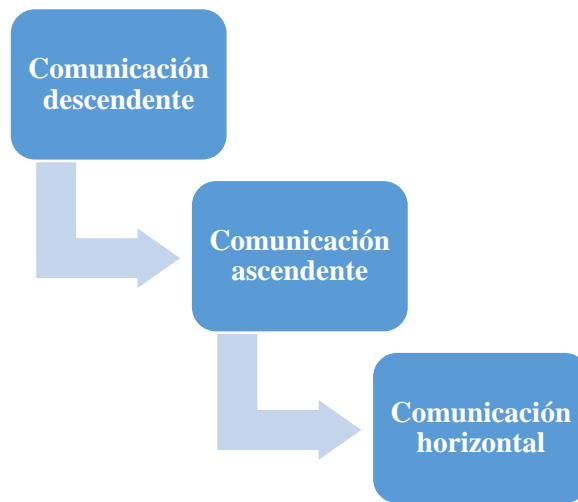 Comunicación
descendente
Comunicación
ascendente
Comunicación
horizontal